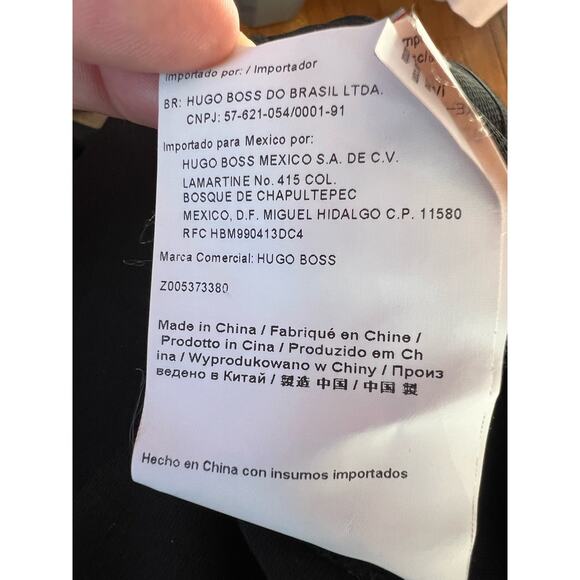 Importado por: / Importador
BR: HUGO BOSS DO BRASIL LTDA.
CNPJ: 57-621-054/0001-91
Importado para Mexico por:
HUGO BOSS MEXICO S.A. DE C.V.
LAMARTINE No. 415 COL.
BOSQUE DE CHAPULTEPEC
MEXICO, D.F. MIGUEL HIDALGO C.P. 11580
RFC HBM990413DC4
Marca Comercial: HUGO BOSS
Z005373380
Made in China / Fabriqué en Chine /
Prodotto in Cina / Produzido em Ch
ina / Wyprodukowano w Chiny / Произ
ведено в Китай / 製造 中国 / 中国 製
Hecho en China con insumos importados